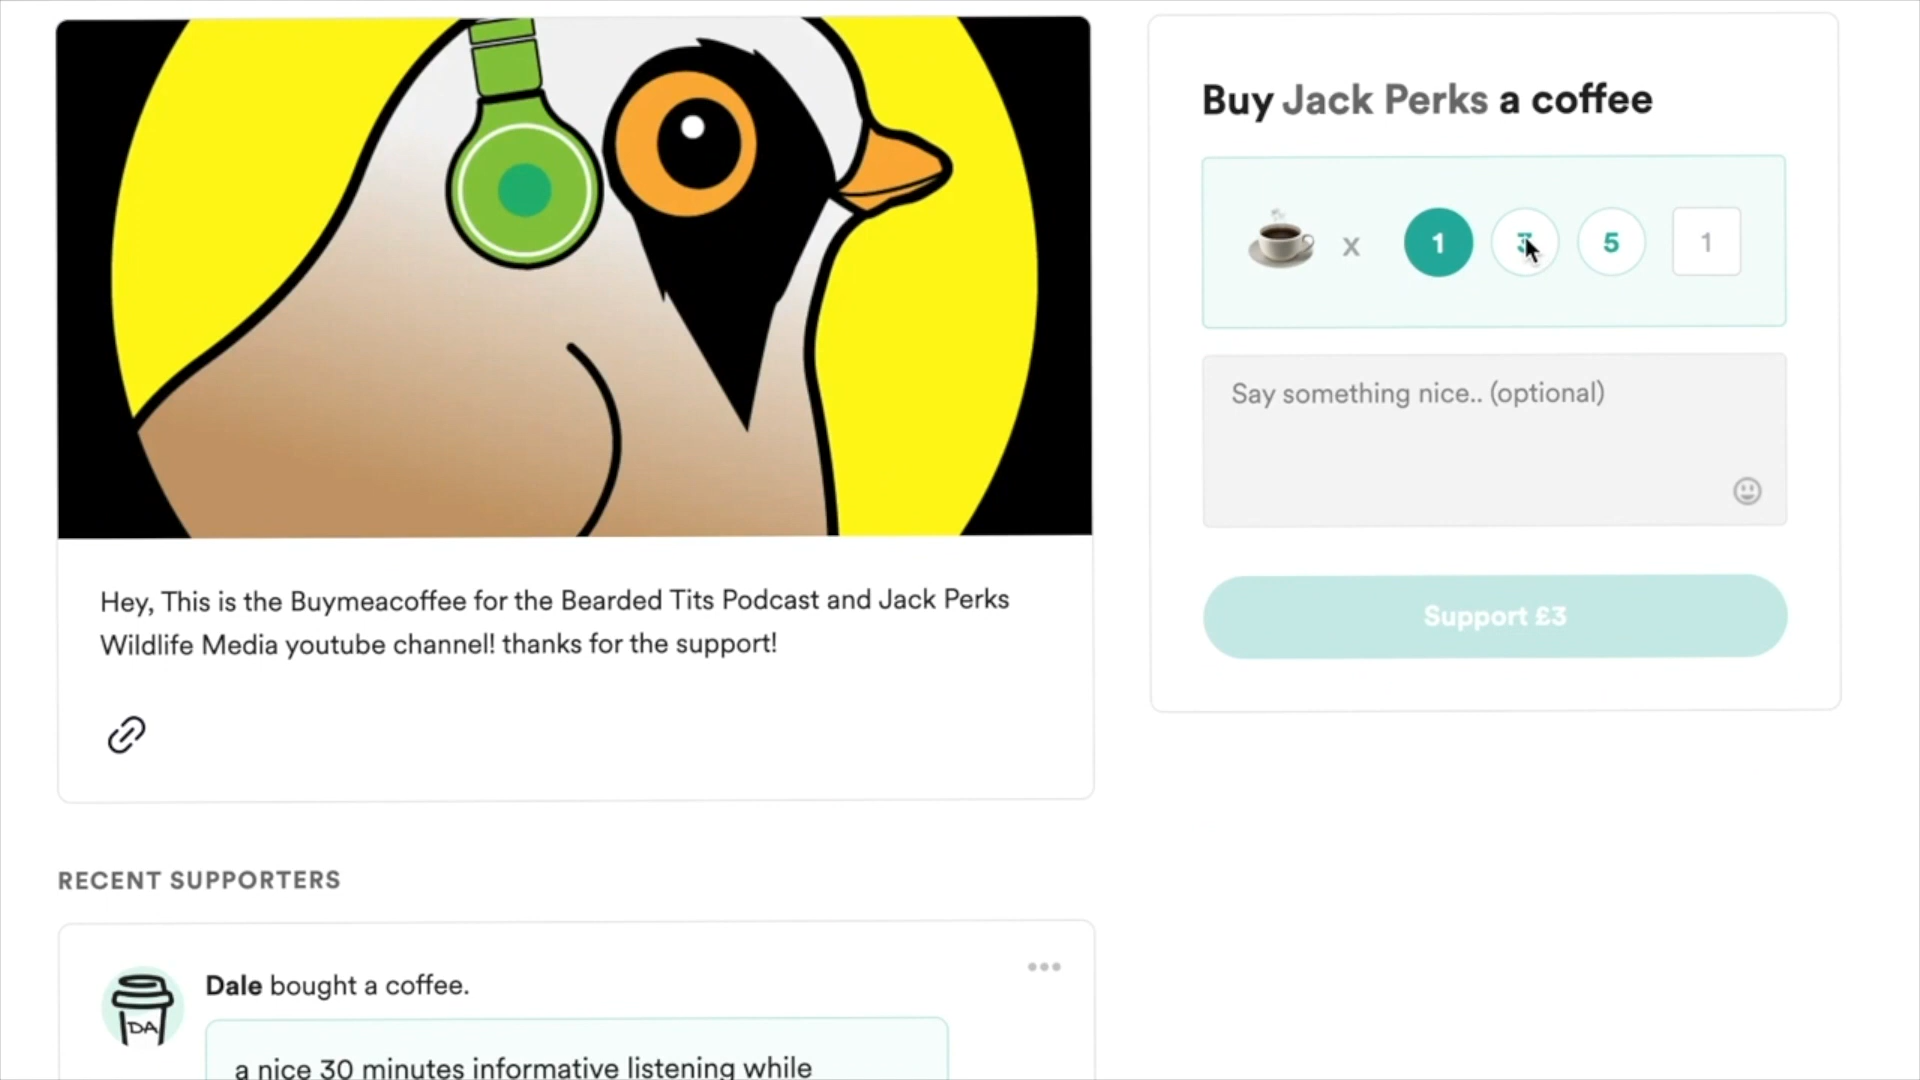 Buy Jack Perks a coffee
x 1 5 1
Say something nice.. (optional)
Support £3
Hey, This is the Buymeacoffee for the Bearded Tits Podcast and Jack Perks
Wildlife Media youtube channel! thanks for the support!
RECENT SUPPORTERS
DA
Dale bought a coffee.
a nice 30 minutes informative listening while